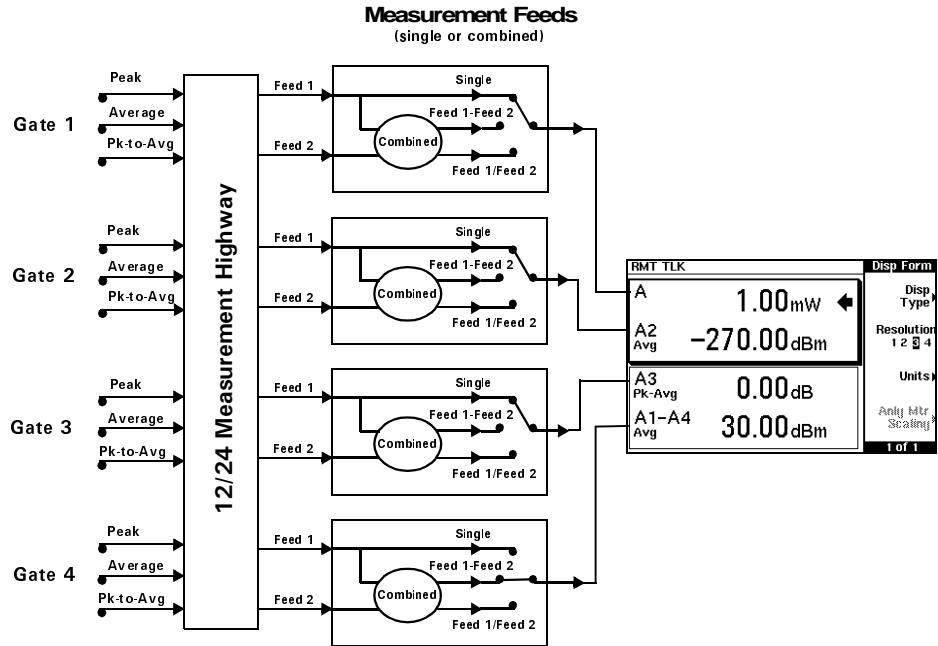 Measurement Feeds
(single or combined)
Gate 1
Peak
Average
Pk-to-Avg
Feed 1
Feed 2
Single
Feed 1-Feed 2
Combined
Feed 1/Feed 2
Gate 2
Peak
Average
Pk-to-Avg
Feed 1
Feed 2
Single
Feed 1-Feed 2
Combined
Feed 1/Feed 2
12/24 Measurement Highway
Gate 3
Peak
Average
Pk-to-Avg
Feed 1
Feed 2
Single
Feed 1-Feed 2
Combined
Feed 1/Feed 2
Gate 4
Peak
Average
Pk-to-Avg
Feed 1
Feed 2
Single
Feed 1-Feed 2
Combined
Feed 1/Feed 2
RMT TLK
A 1.00mW
A2 Avg -270.00dBm
A3 Pk-Avg 0.00dB
A1-A4 Avg 30.00dBm
Disp Form
Disp
Type
Resolution
1 2 3 4
Units
Anlg Mtr
Scaling
1 of 1